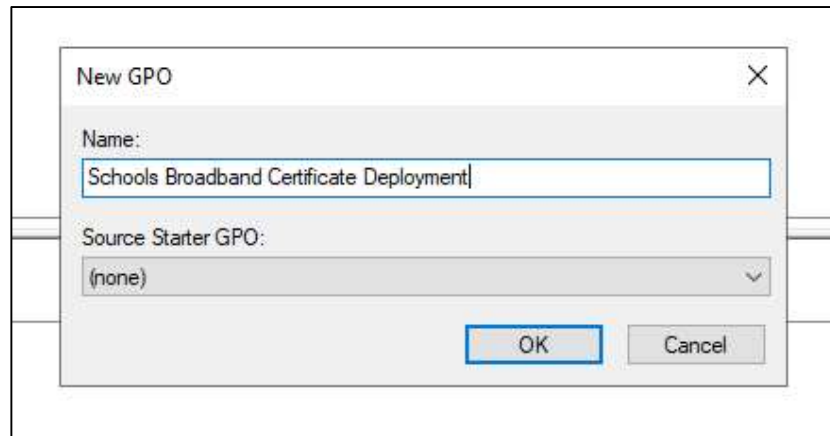 New GPO
Name:
Schools Broadband Certificate Deployment
Source Starter GPO:
(none)
OK Cancel